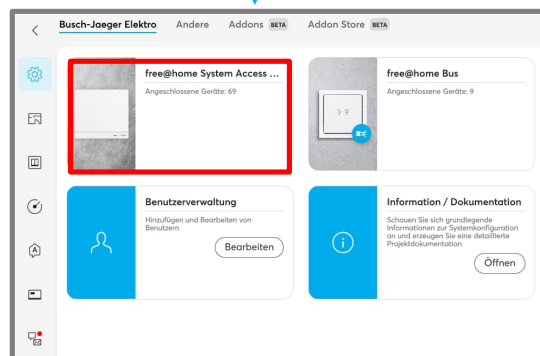 Busch-Jaeger Elektro Andere Addons BETA Addon Store BETA
free@home System Access ...
Angeschlossene Geräte: 69
free@home Bus
Angeschlossene Geräte: 9
Benutzerverwaltung
Hinzufügen und Bearbeiten von
Benutzern
Bearbeiten
Information / Dokumentation
Schauen Sie sich grundlegende
Informationen zur Systemkonfiguration
an und erzeugen Sie eine detaillierte
Projektdokumentation
Öffnen